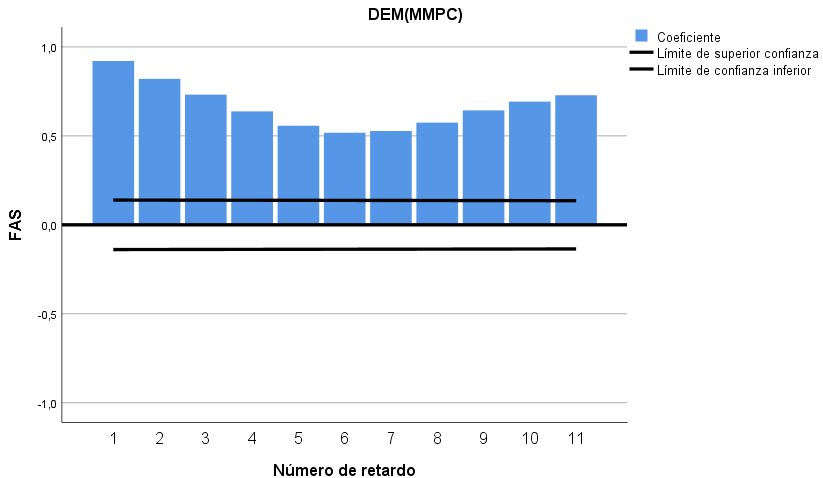 DEM(MMPC)
Coeficiente
Límite de superior confianza
Límite de confianza inferior
1,0
0,5
0,0
-0,5
-1,0
FAS
1 2 3 4 5 6 7 8 9 10 11
Número de retardo